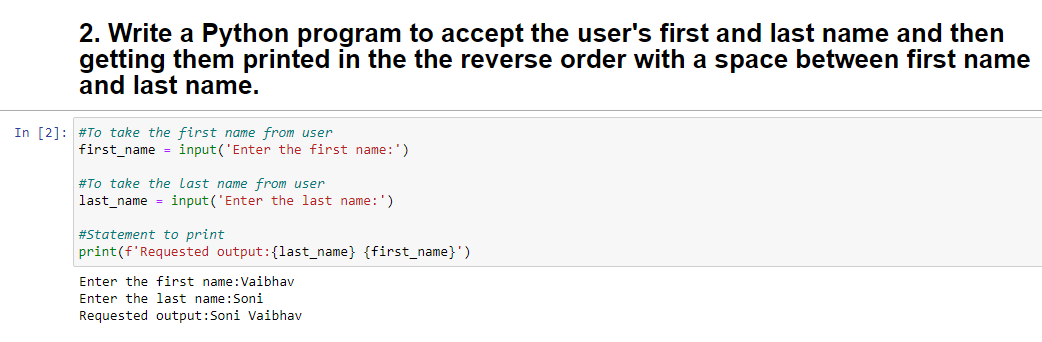 2. Write a Python program to accept the user's first and last name and then
getting them printed in the the reverse order with a space between first name
and last name.
In [2]: #To take the first name from user
first_name = input('Enter the first name:')
#To take the last name from user
last_name = input('Enter the last name:')
#Statement to print
print(f'Requested output:{last_name} {first_name}')
Enter the first name:Vaibhav
Enter the last name:Soni
Requested output:Soni Vaibhav